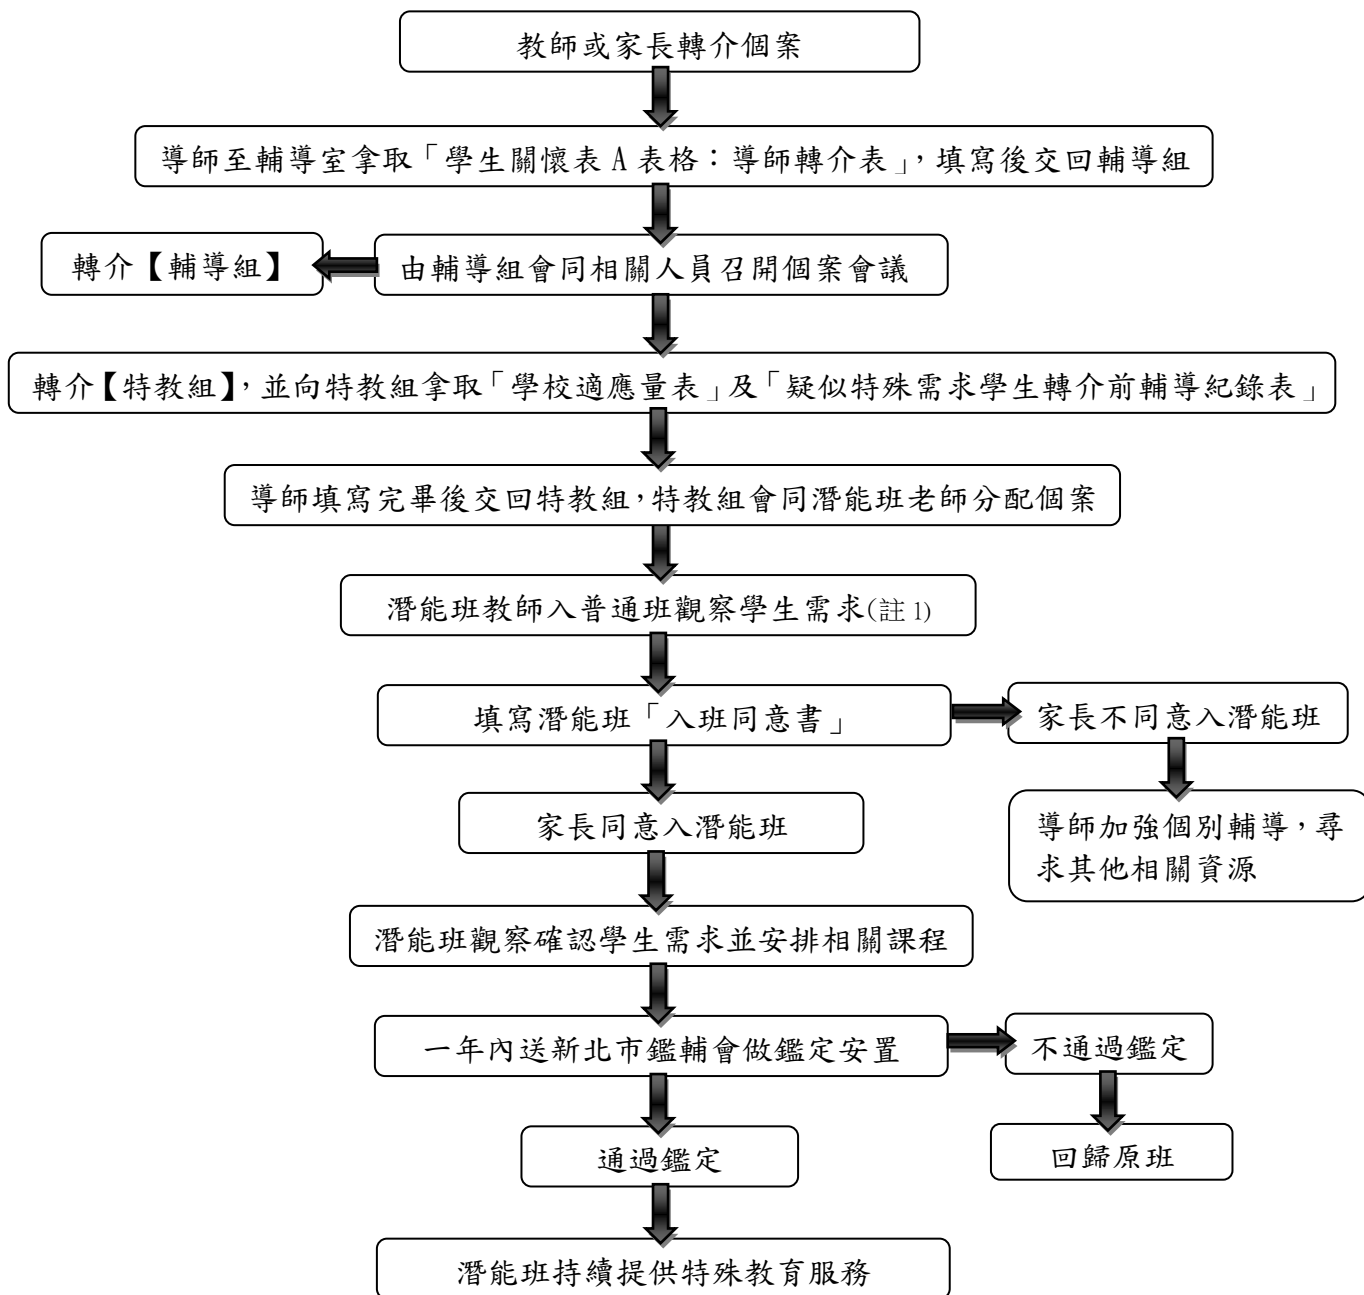 教師或家長轉介個案
導師至輔導室拿取「學生關懷表 A 表格：導師轉介表」，填寫後交回輔導組
轉介【輔導組】
由輔導組會同相關人員召開個案會議
轉介【特教組】，並向特教組拿取「學校適應量表」及「疑似特殊需求學生轉介前輔導紀錄表」
導師填寫完畢後交回特教組，特教組會同潛能班老師分配個案
潛能班教師入普通班觀察學生需求(註 1)
填寫潛能班「入班同意書」
家長不同意入潛能班
家長同意入潛能班
導師加強個別輔導，尋
求其他相關資源
潛能班觀察確認學生需求並安排相關課程
一年內送新北市鑑輔會做鑑定安置
不通過鑑定
通過鑑定
回歸原班
潛能班持續提供特殊教育服務